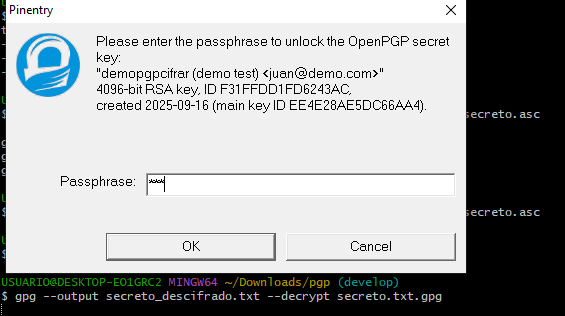 Pinentry
Please enter the passphrase to unlock the OpenPGP secret
key:
"demopgpcifrar (demo test) <juan@demo.com>"
4096-bit RSA key, ID F31FFDD1FD6243AC,
created 2025-09-16 (main key ID EE4E28AE5DC66AA4).
secreto.asc
Passphrase: ***
secreto.asc
OK Cancel
USUARIO@DESKTOP-EO1GRC2 MINGW64 ~/Downloads/pgp (develop)
$ gpg --output secreto_descifrado.txt --decrypt secreto.txt.gpg